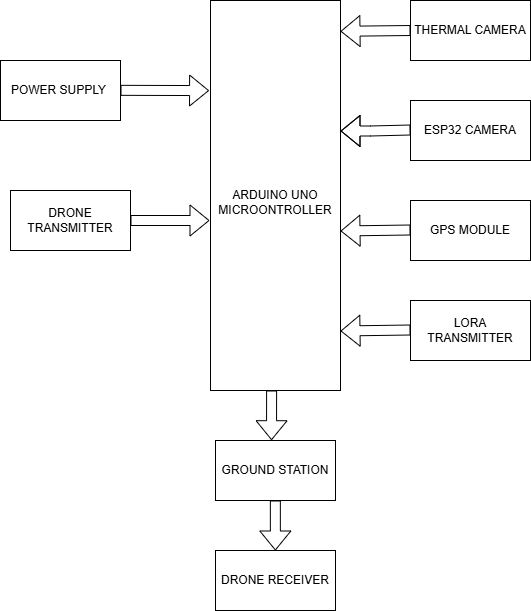 THERMAL CAMERA
POWER SUPPLY
ESP32 CAMERA
ARDUINO UNO
MICROONTROLLER
DRONE
TRANSMITTER
GPS MODULE
LORA
TRANSMITTER
GROUND STATION
DRONE RECEIVER